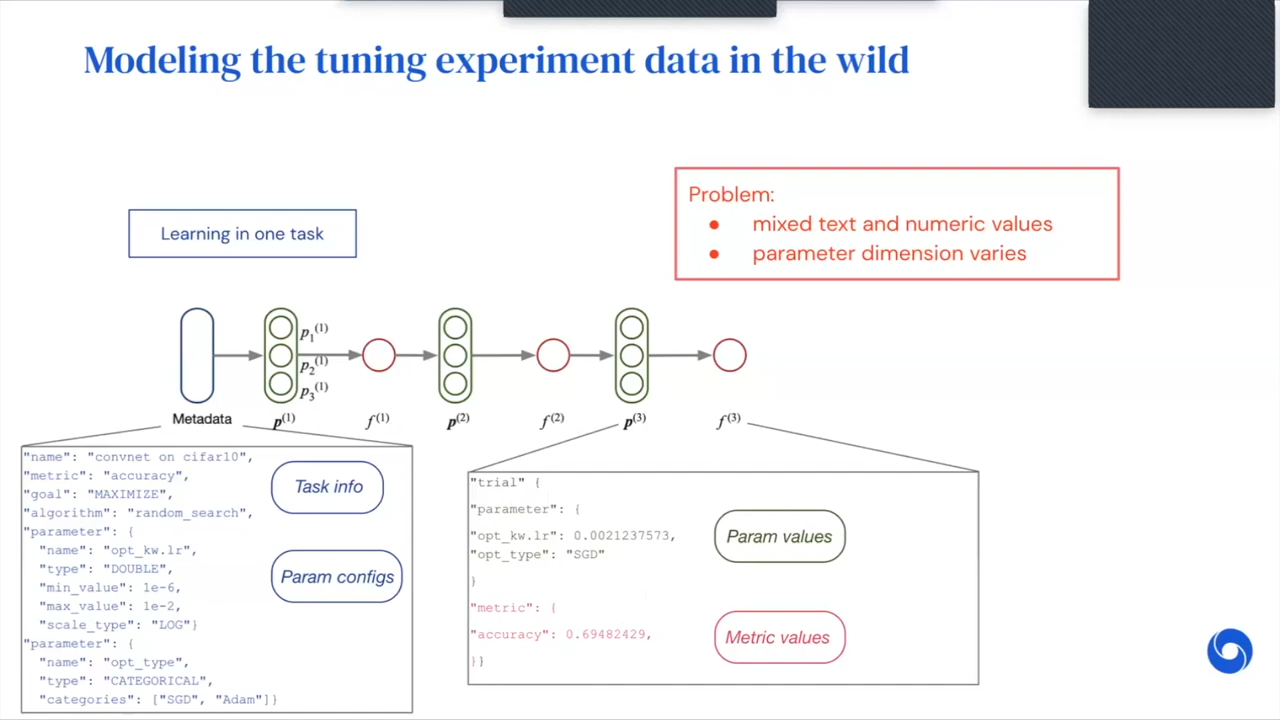 Modeling the tuning experiment data in the wild
Problem:
● mixed text and numeric values
● parameter dimension varies
Learning in one task
p₁⁽¹⁾
p₂⁽¹⁾
p₃⁽¹⁾
Metadata
p⁽¹⁾
f⁽¹⁾
p⁽²⁾
f⁽²⁾
p⁽³⁾
f⁽³⁾
"name": "convnet on cifar10",
"metric": "accuracy",
"goal": "MAXIMIZE",
"algorithm": "random_search",
"parameter": {
"name": "opt_kw.lr",
"type": "DOUBLE",
"min_value": 1e-6,
"max_value": 1e-2,
"scale_type": "LOG"}
"parameter": {
"name": "opt_type",
"type": "CATEGORICAL",
"categories": ["SGD", "Adam"]}
Task info
Param configs
"trial" {
"parameter": {
"opt_kw.lr": 0.0021237573,
"opt_type": "SGD"
}
"metric": {
"accuracy": 0.69482429,
}}
Param values
Metric values